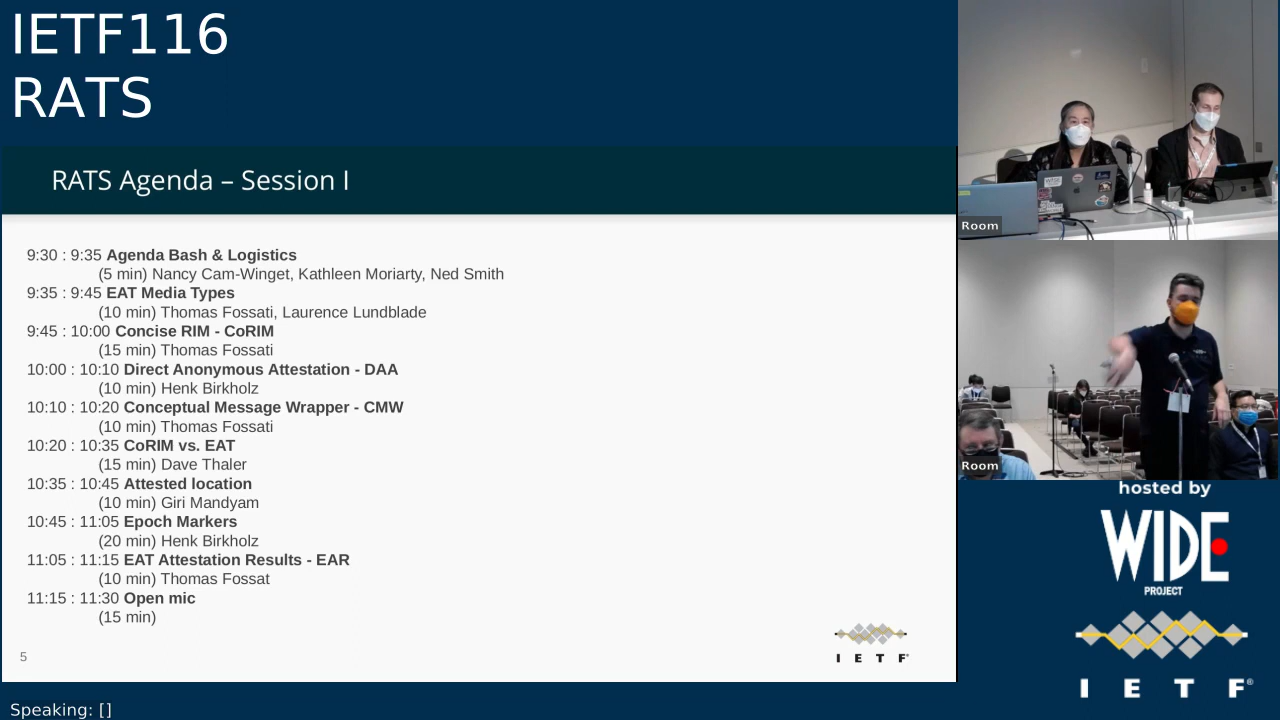 IETF116
RATS
RATS Agenda – Session I
9:30 : 9:35 Agenda Bash & Logistics
(5 min) Nancy Cam-Winget, Kathleen Moriarty, Ned Smith
9:35 : 9:45 EAT Media Types
(10 min) Thomas Fossati, Laurence Lundblade
9:45 : 10:00 Concise RIM - CoRIM
(15 min) Thomas Fossati
10:00 : 10:10 Direct Anonymous Attestation - DAA
(10 min) Henk Birkholz
10:10 : 10:20 Conceptual Message Wrapper - CMW
(10 min) Thomas Fossati
10:20 : 10:35 CoRIM vs. EAT
(15 min) Dave Thaler
10:35 : 10:45 Attested location
(10 min) Giri Mandyam
10:45 : 11:05 Epoch Markers
(20 min) Henk Birkholz
11:05 : 11:15 EAT Attestation Results - EAR
(10 min) Thomas Fossat
11:15 : 11:30 Open mic
(15 min)
5
I E T F®
Room
Room
hosted by
WIDE
PROJECT
I E T F®
Speaking: []